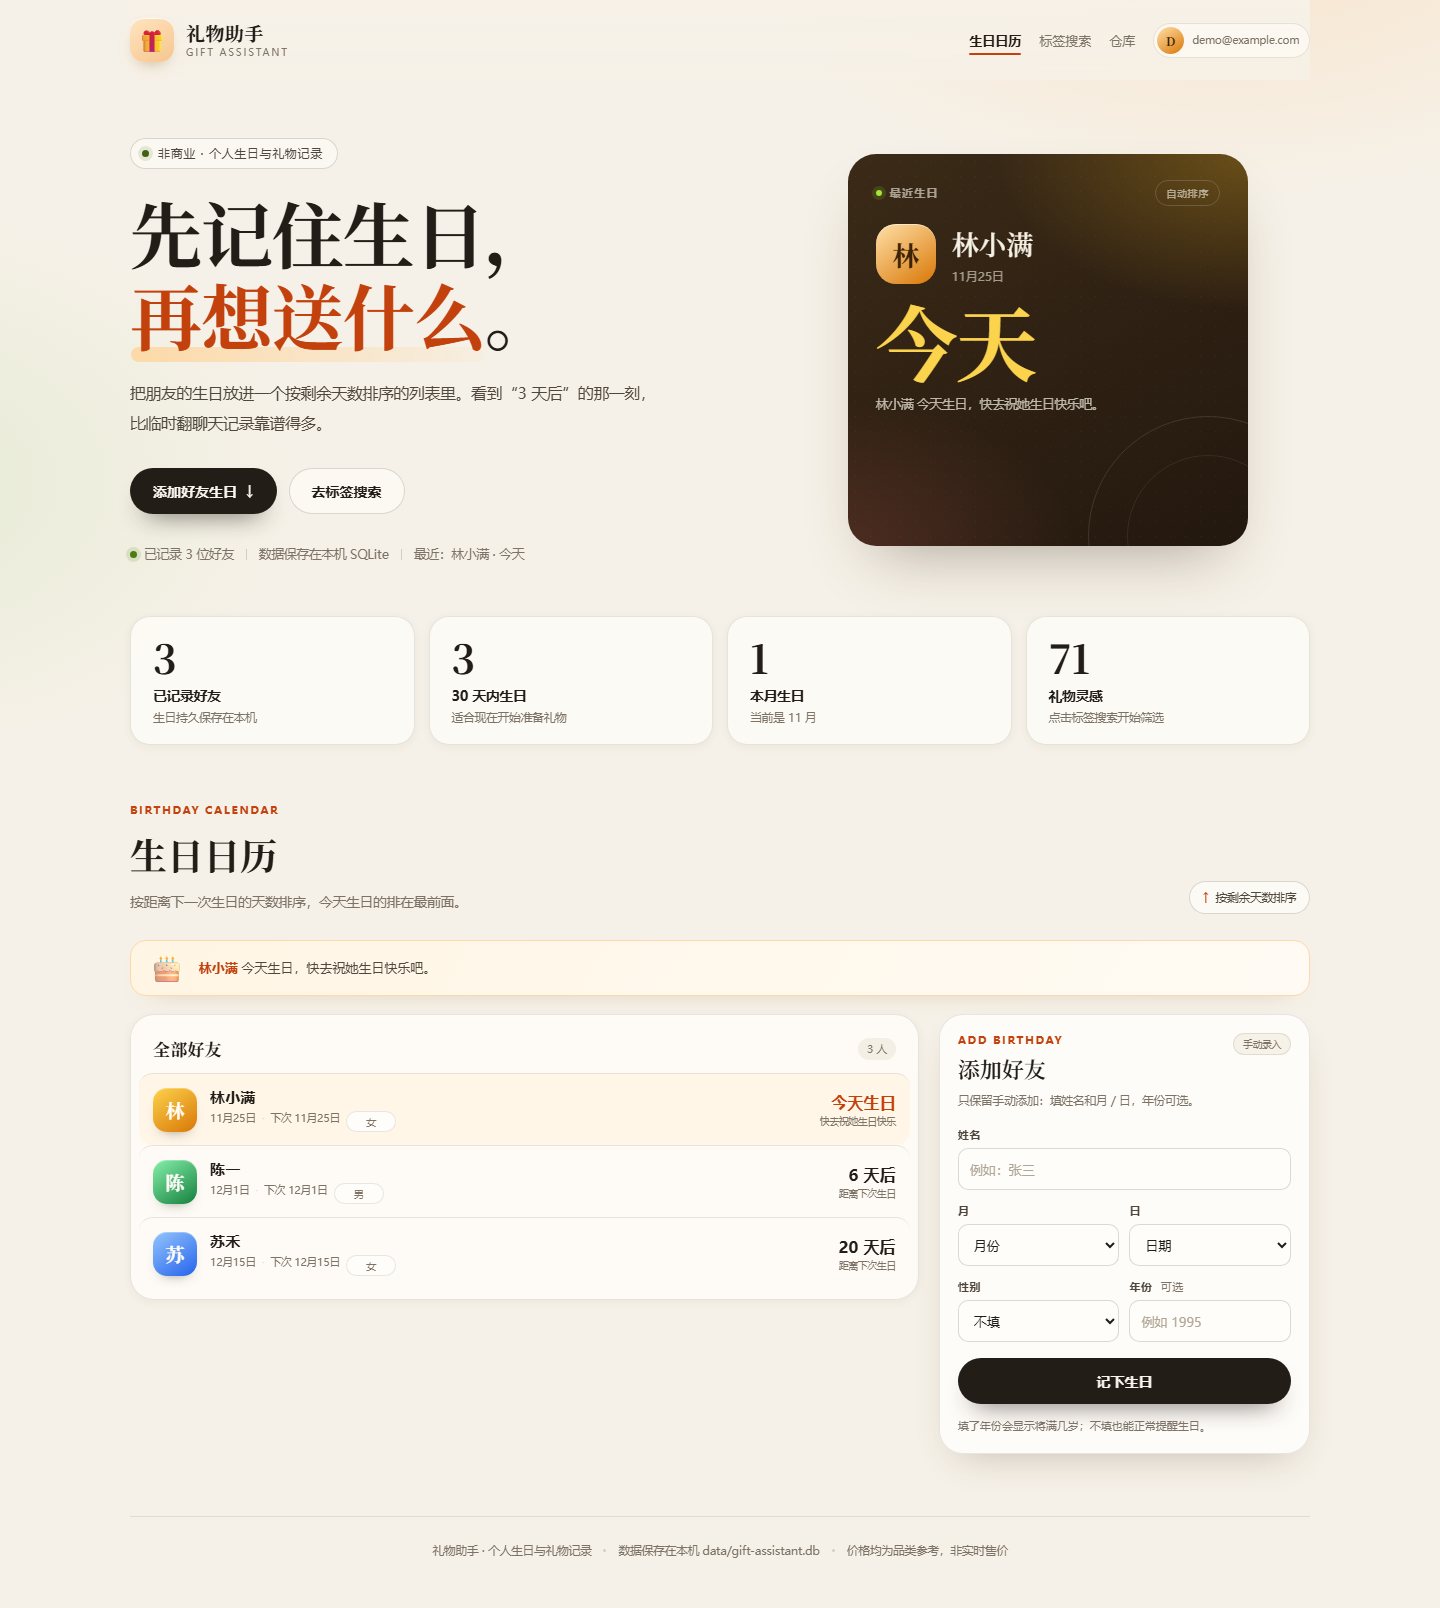 礼物助手
GIFT ASSISTANT
生日日历
标签搜索
仓库
D
demo@example.com
非商业 · 个人生日与礼物记录
先记住生日，
再想送什么。
把朋友的生日放进一个按剩余天数排序的列表里。看到“3 天后”的那一刻，
比临时翻聊天记录靠谱得多。
添加好友生日 ↓
去标签搜索
已记录 3 位好友
数据保存在本机 SQLite
最近：林小满 · 今天
最近生日
自动排序
林
林小满
11月25日
今天
林小满 今天生日，快去祝她生日快乐吧。
3
已记录好友
生日持久保存在本机
3
30 天内生日
适合现在开始准备礼物
1
本月生日
当前是 11 月
71
礼物灵感
点击标签搜索开始筛选
BIRTHDAY CALENDAR
生日日历
按距离下一次生日的天数排序，今天生日的排在最前面。
↑ 按剩余天数排序
林小满 今天生日，快去祝她生日快乐吧。
全部好友
3 人
林
林小满
11月25日 · 下次 11月25日
女
今天生日
快去祝她生日快乐
陈
陈一
12月1日 · 下次 12月1日
男
6 天后
距离下次生日
苏
苏禾
12月15日 · 下次 12月15日
女
20 天后
距离下次生日
ADD BIRTHDAY
手动录入
添加好友
只保留手动添加：填姓名和月 / 日，年份可选。
姓名
例如：张三
月
日
月份
日期
性别
年份 可选
不填
例如 1995
记下生日
填了年份会显示将满几岁；不填也能正常提醒生日。
礼物助手 · 个人生日与礼物记录 · 数据保存在本机 data/gift-assistant.db · 价格均为品类参考，非实时售价